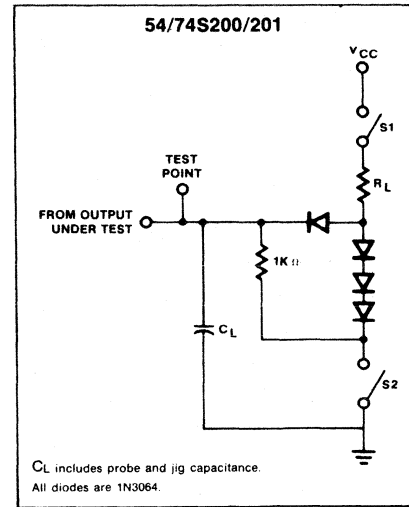 54/74S200/201
VCC
S1
TEST
POINT
RL
FROM OUTPUT
UNDER TEST
1K Ω
CL
S2
CL includes probe and jig capacitance.
All diodes are 1N3064.